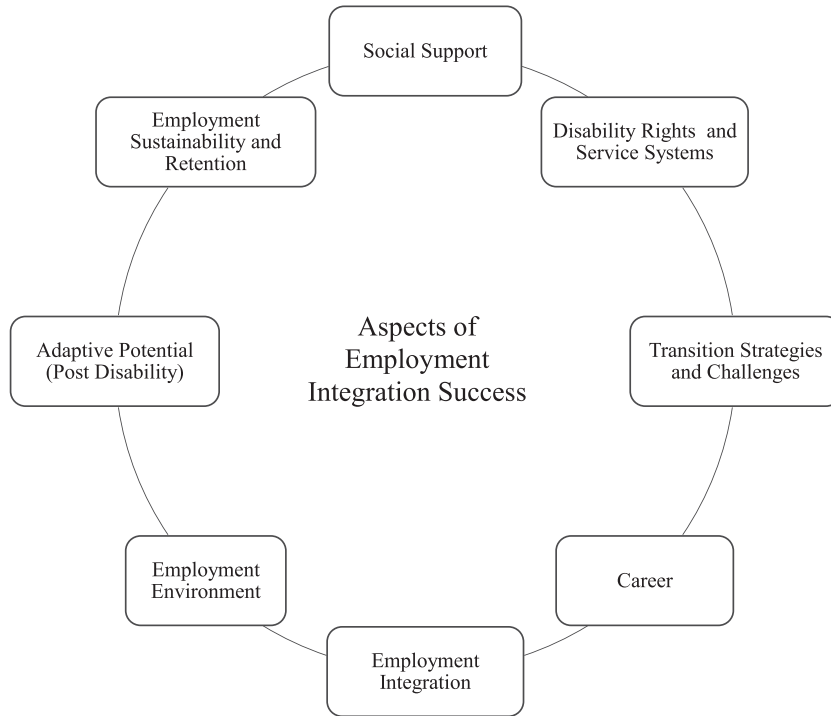 Social Support
Employment
Sustainability and
Retention
Disability Rights and
Service Systems
Adaptive Potential
(Post Disability)
Aspects of
Employment
Integration Success
Transition Strategies
and Challenges
Employment
Environment
Career
Employment
Integration